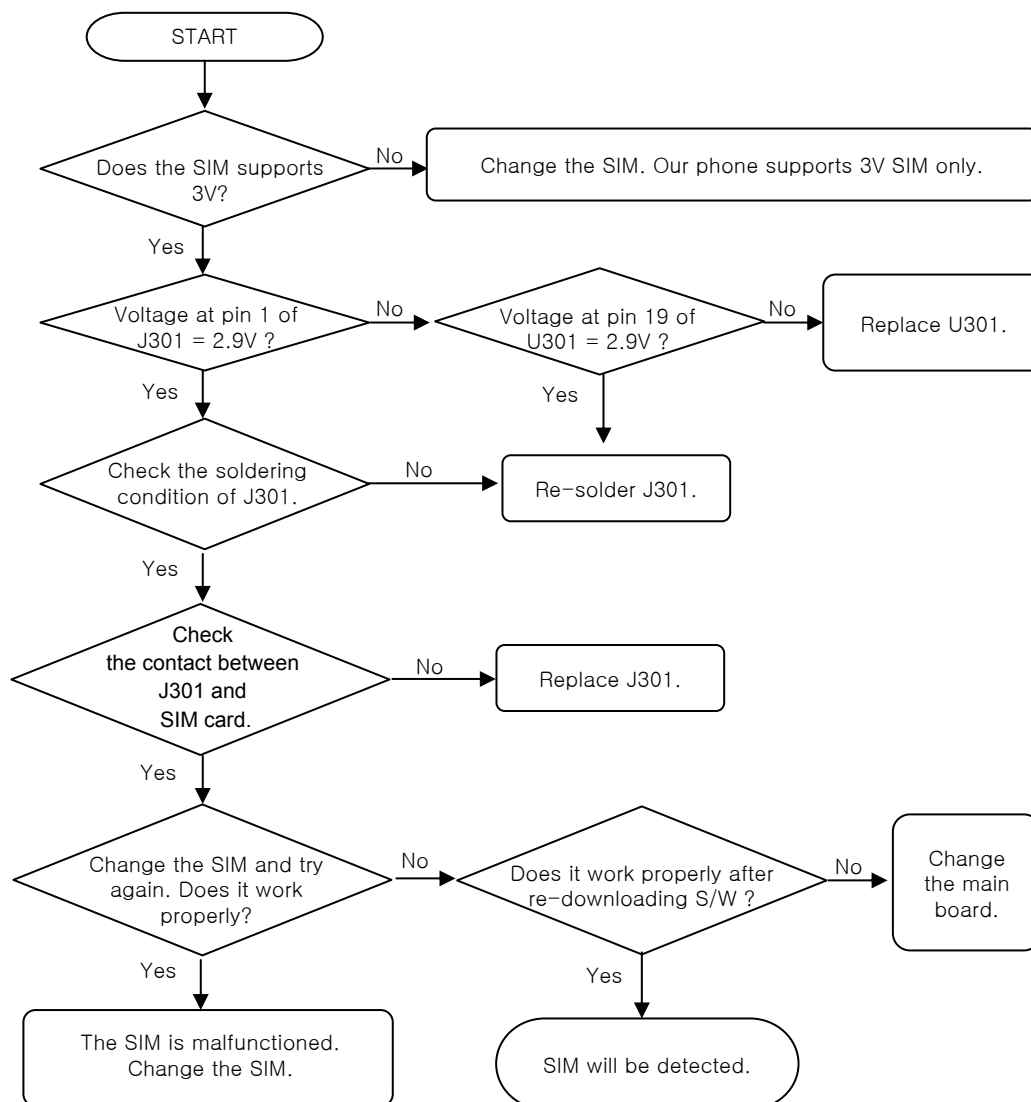 START
Does the SIM supports
3V?
No
Change the SIM. Our phone supports 3V SIM only.
Yes
Voltage at pin 1 of
J301 = 2.9V ?
No
Voltage at pin 19 of
U301 = 2.9V ?
No
Replace U301.
Yes
Yes
Check the soldering
condition of J301.
No
Re-solder J301.
Yes
Check
the contact between
J301 and
SIM card.
No
Replace J301.
Yes
Change the SIM and try
again. Does it work
properly?
No
Does it work properly after
re-downloading S/W ?
No
Change
the main
board.
Yes
Yes
The SIM is malfunctioned.
Change the SIM.
SIM will be detected.